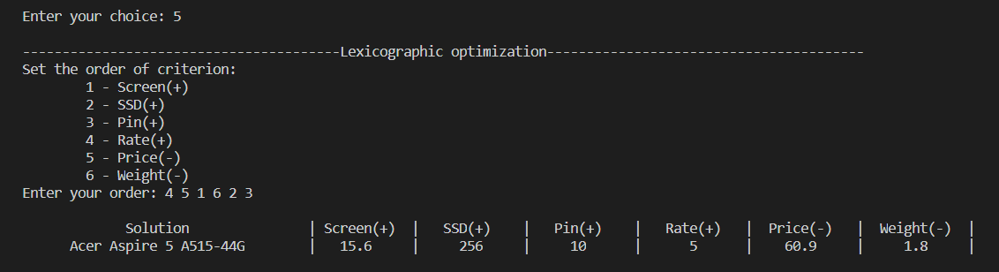 Enter your choice: 5
----------------------------------------Lexicographic optimization----------------------------------------
Set the order of criterion:
1 - Screen(+)
2 - SSD(+)
3 - Pin(+)
4 - Rate(+)
5 - Price(-)
6 - Weight(-)
Enter your order: 4 5 1 6 2 3
Solution | Screen(+) | SSD(+) | Pin(+) | Rate(+) | Price(-) | Weight(-) |
Acer Aspire 5 A515-44G | 15.6 | 256 | 10 | 5 | 60.9 | 1.8 |